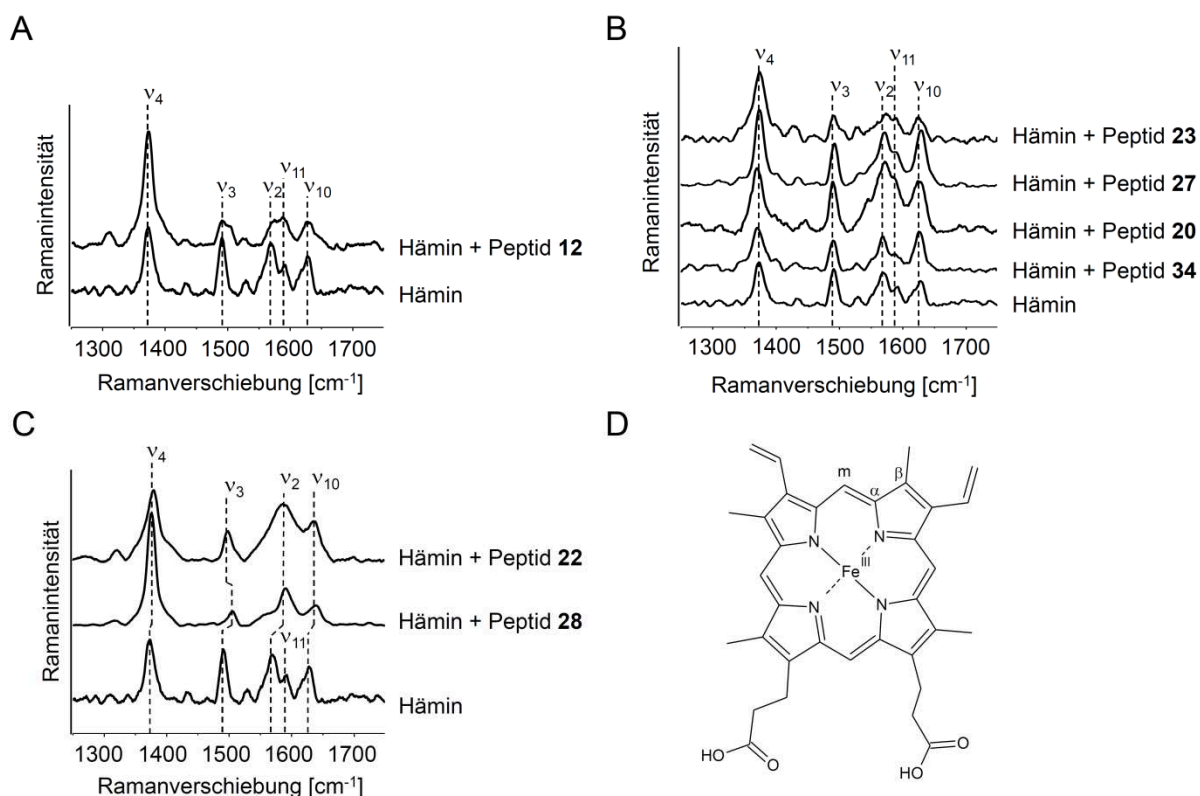 A
Ramanintensität
ν4
ν3
ν2
ν11
ν10
Hämin + Peptid 12
Hämin
1300 1400 1500 1600 1700
Ramanverschiebung [cm-1]
B
Ramanintensität
ν4
ν3
ν2
ν11
ν10
Hämin + Peptid 23
Hämin + Peptid 27
Hämin + Peptid 20
Hämin + Peptid 34
Hämin
1300 1400 1500 1600 1700
Ramanverschiebung [cm-1]
C
Ramanintensität
ν4
ν3
ν2
ν10
Hämin + Peptid 22
Hämin + Peptid 28
ν11
Hämin
1300 1400 1500 1600 1700
Ramanverschiebung [cm-1]
D
m
β
α
N
N
FeIII
N
N
HO
O
HO
O